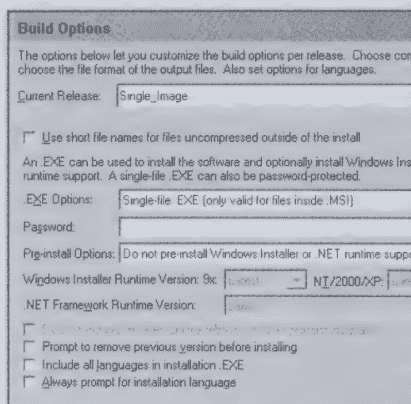 Build Options
The options below let you customize the build options per release. Choose
choose the file format of the output files. Also set options for languages.
Current Release: Single_Image
Use short file names for files uncompressed outside of the install
An .EXE can be used to install the software and optionally install Windows
runtime support. A single-file .EXE can also be password-protected.
.EXE Options: Single-file .EXE (only valid for files inside .MSI)
Password:
Pre-install Options: Do not pre-install Windows Installer or .NET runtime
Windows Installer Runtime Version: 9x: NT/2000/XP:
.NET Framework Runtime Version:
Prompt to remove previous version before installing
Include all languages in installation .EXE
Always prompt for installation language